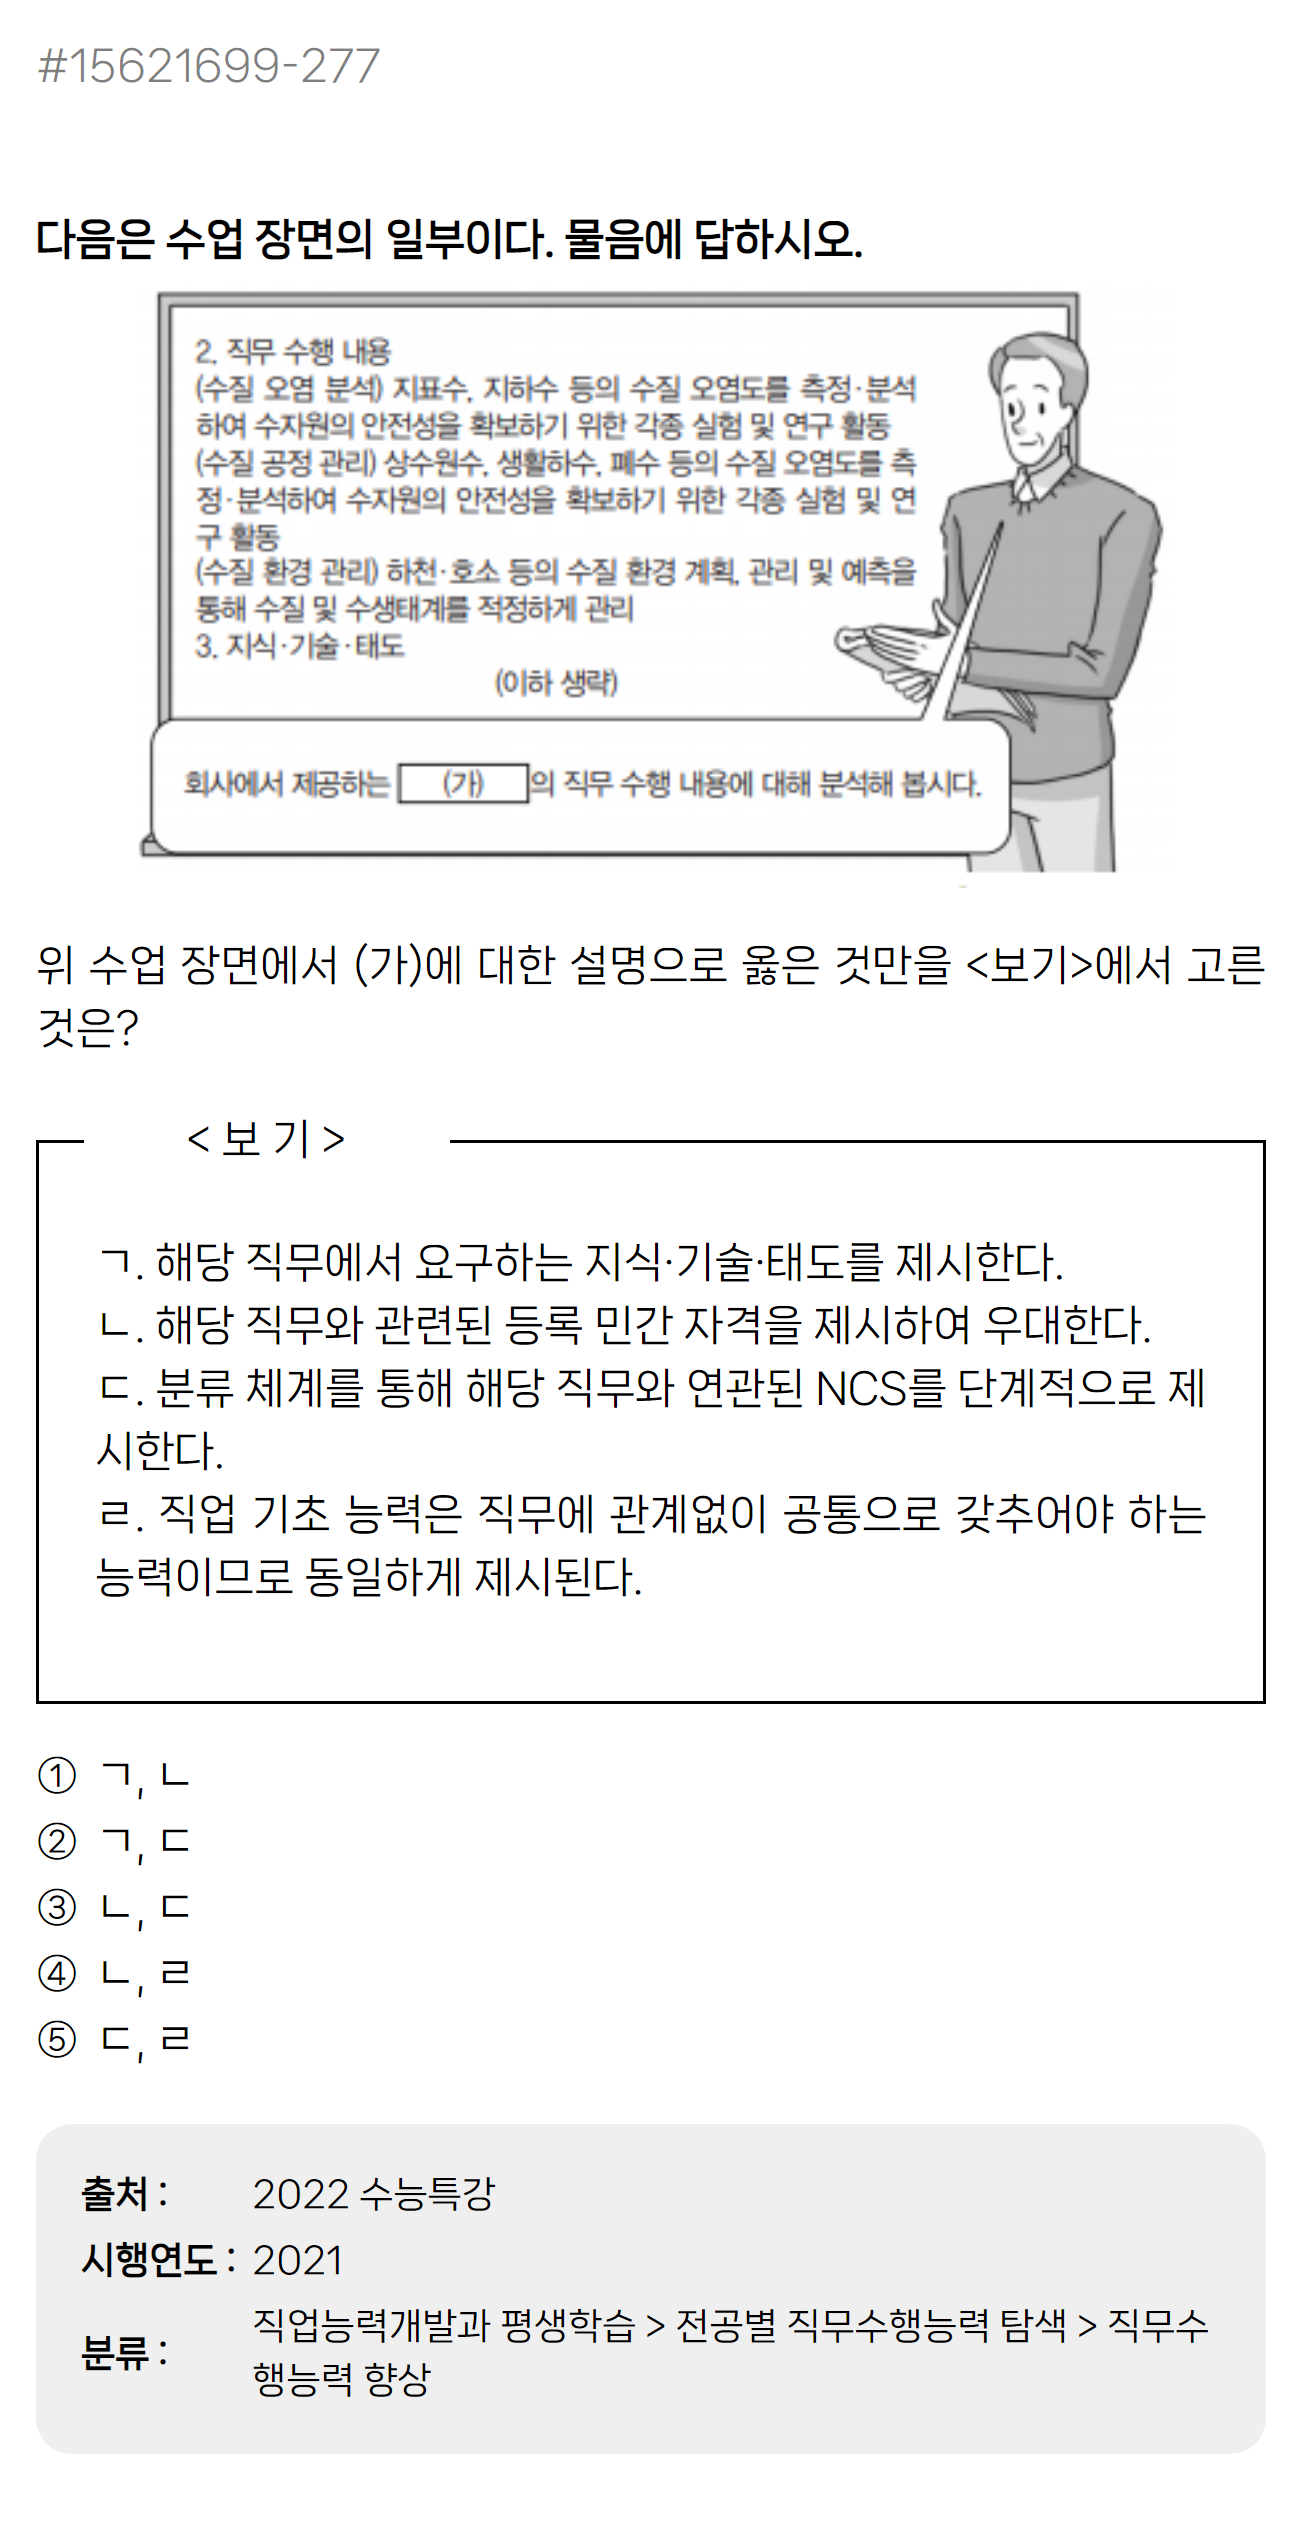 #15621699-277
다음은 수업 장면의 일부이다. 물음에 답하시오.
2. 직무 수행 내용
(수질 오염 분석) 지표수, 지하수 등의 수질 오염도를 측정·분석
하여 수자원의 안전성을 확보하기 위한 각종 실험 및 연구 활동
(수질 공정 관리) 상수원수, 생활하수, 폐수 등의 수질 오염도를 측
정·분석하여 수자원의 안전성을 확보하기 위한 각종 실험 및 연
구 활동
(수질 환경 관리) 하천·호소 등의 수질 환경 계획, 관리 및 예측을
통해 수질 및 수생태계를 적정하게 관리
3. 지식·기술·태도
(이하 생략)
회사에서 제공하는 (가) 의 직무 수행 내용에 대해 분석해 봅시다.
위 수업 장면에서 (가)에 대한 설명으로 옳은 것만을 <보기>에서 고른
것은?
< 보 기 >
ㄱ. 해당 직무에서 요구하는 지식·기술·태도를 제시한다.
ㄴ. 해당 직무와 관련된 등록 민간 자격을 제시하여 우대한다.
ㄷ. 분류 체계를 통해 해당 직무와 연관된 NCS를 단계적으로 제
시한다.
ㄹ. 직업 기초 능력은 직무에 관계없이 공통으로 갖추어야 하는
능력이므로 동일하게 제시된다.
① ㄱ, ㄴ
② ㄱ, ㄷ
③ ㄴ, ㄷ
④ ㄴ, ㄹ
⑤ ㄷ, ㄹ
출처 : 2022 수능특강
시행연도 : 2021
분류 : 직업능력개발과 평생학습 > 전공별 직무수행능력 탐색 > 직무수
행능력 향상